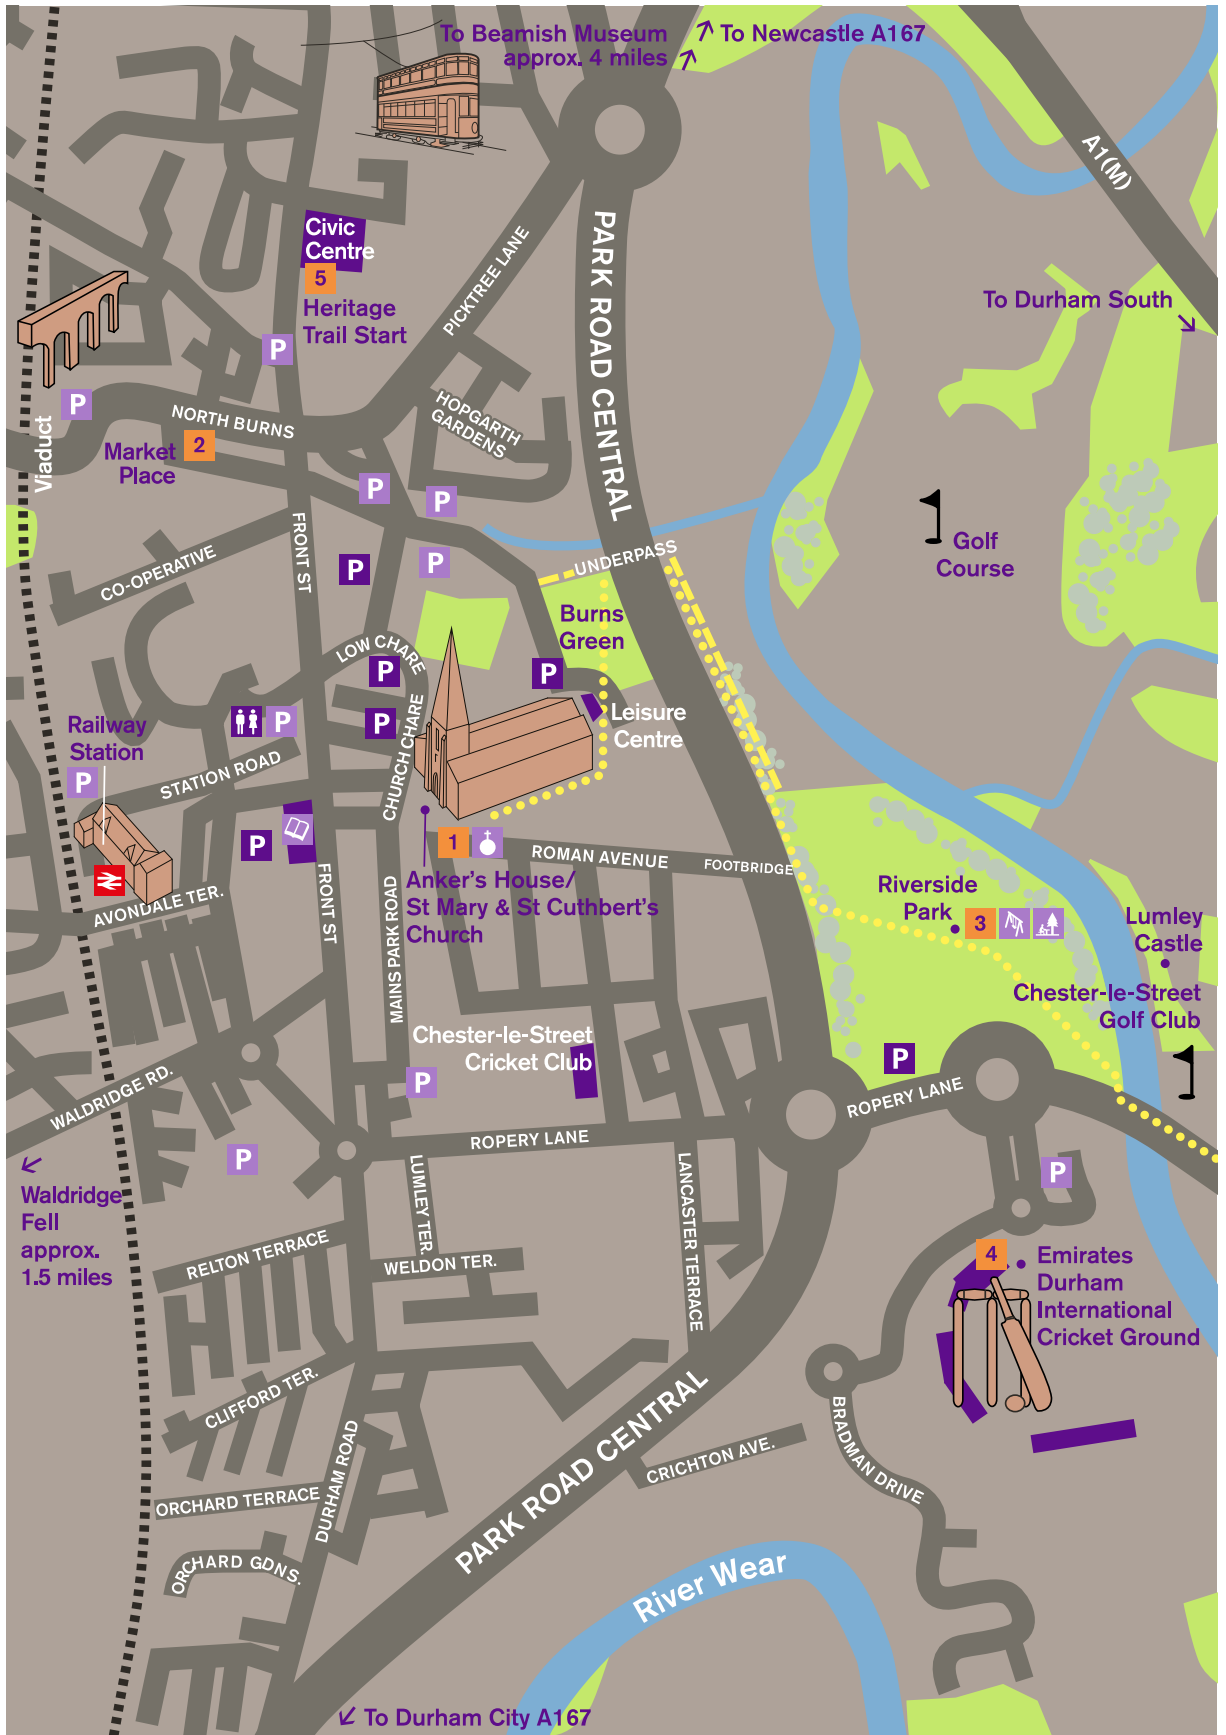 To Beamish Museum
approx. 4 miles
To Newcastle A167
A1(M)
Civic
Centre
5
Heritage
Trail Start
PICKTREE LANE
PARK ROAD CENTRAL
To Durham South
P
P
Viaduct
NORTH BURNS
Market
Place
2
HOPGARTH
GARDENS
P
P
FRONT ST
CO-OPERATIVE
P
P
UNDERPASS
Golf
Course
Burns
Green
LOW CHARE
P
P
P
P
CHURCH CHARE
Leisure
Centre
Railway
Station
P
STATION ROAD
P
1
ROMAN AVENUE
FOOTBRIDGE
AVONDALE TER.
FRONT ST
MAINS PARK ROAD
Anker's House/
St Mary & St Cuthbert's
Church
Riverside
Park
3
Lumley
Castle
Chester-le-Street
Golf Club
Chester-le-Street
Cricket Club
P
P
WALDRIDGE RD.
ROPERY LANE
ROPERY LANE
P
P
Waldridge
Fell
approx.
1.5 miles
LUMLEY TER.
LANCASTER TERRACE
RELTON TERRACE
WELDON TER.
4
Emirates
Durham
International
Cricket Ground
CLIFFORD TER.
PARK ROAD CENTRAL
CRICHTON AVE.
BRADMAN DRIVE
DURHAM ROAD
ORCHARD TERRACE
ORCHARD GDNS.
River Wear
To Durham City A167